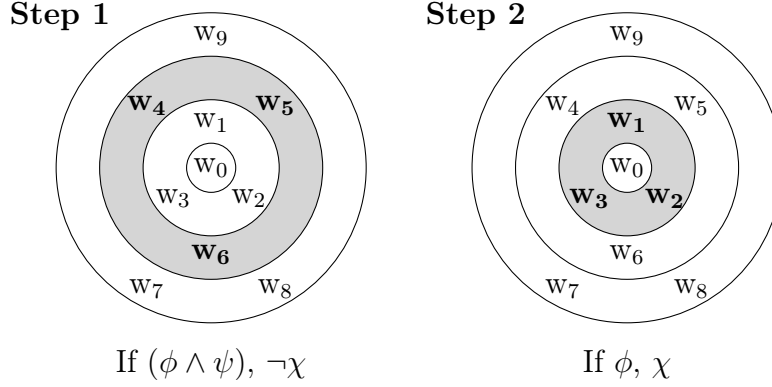 Step 1
w₉
w₄
w₅
w₁
w₀
w₃
w₂
w₆
w₇
w₈
If (ϕ ∧ ψ), ¬χ
Step 2
w₉
w₄
w₅
w₁
w₀
w₃
w₂
w₆
w₇
w₈
If ϕ, χ